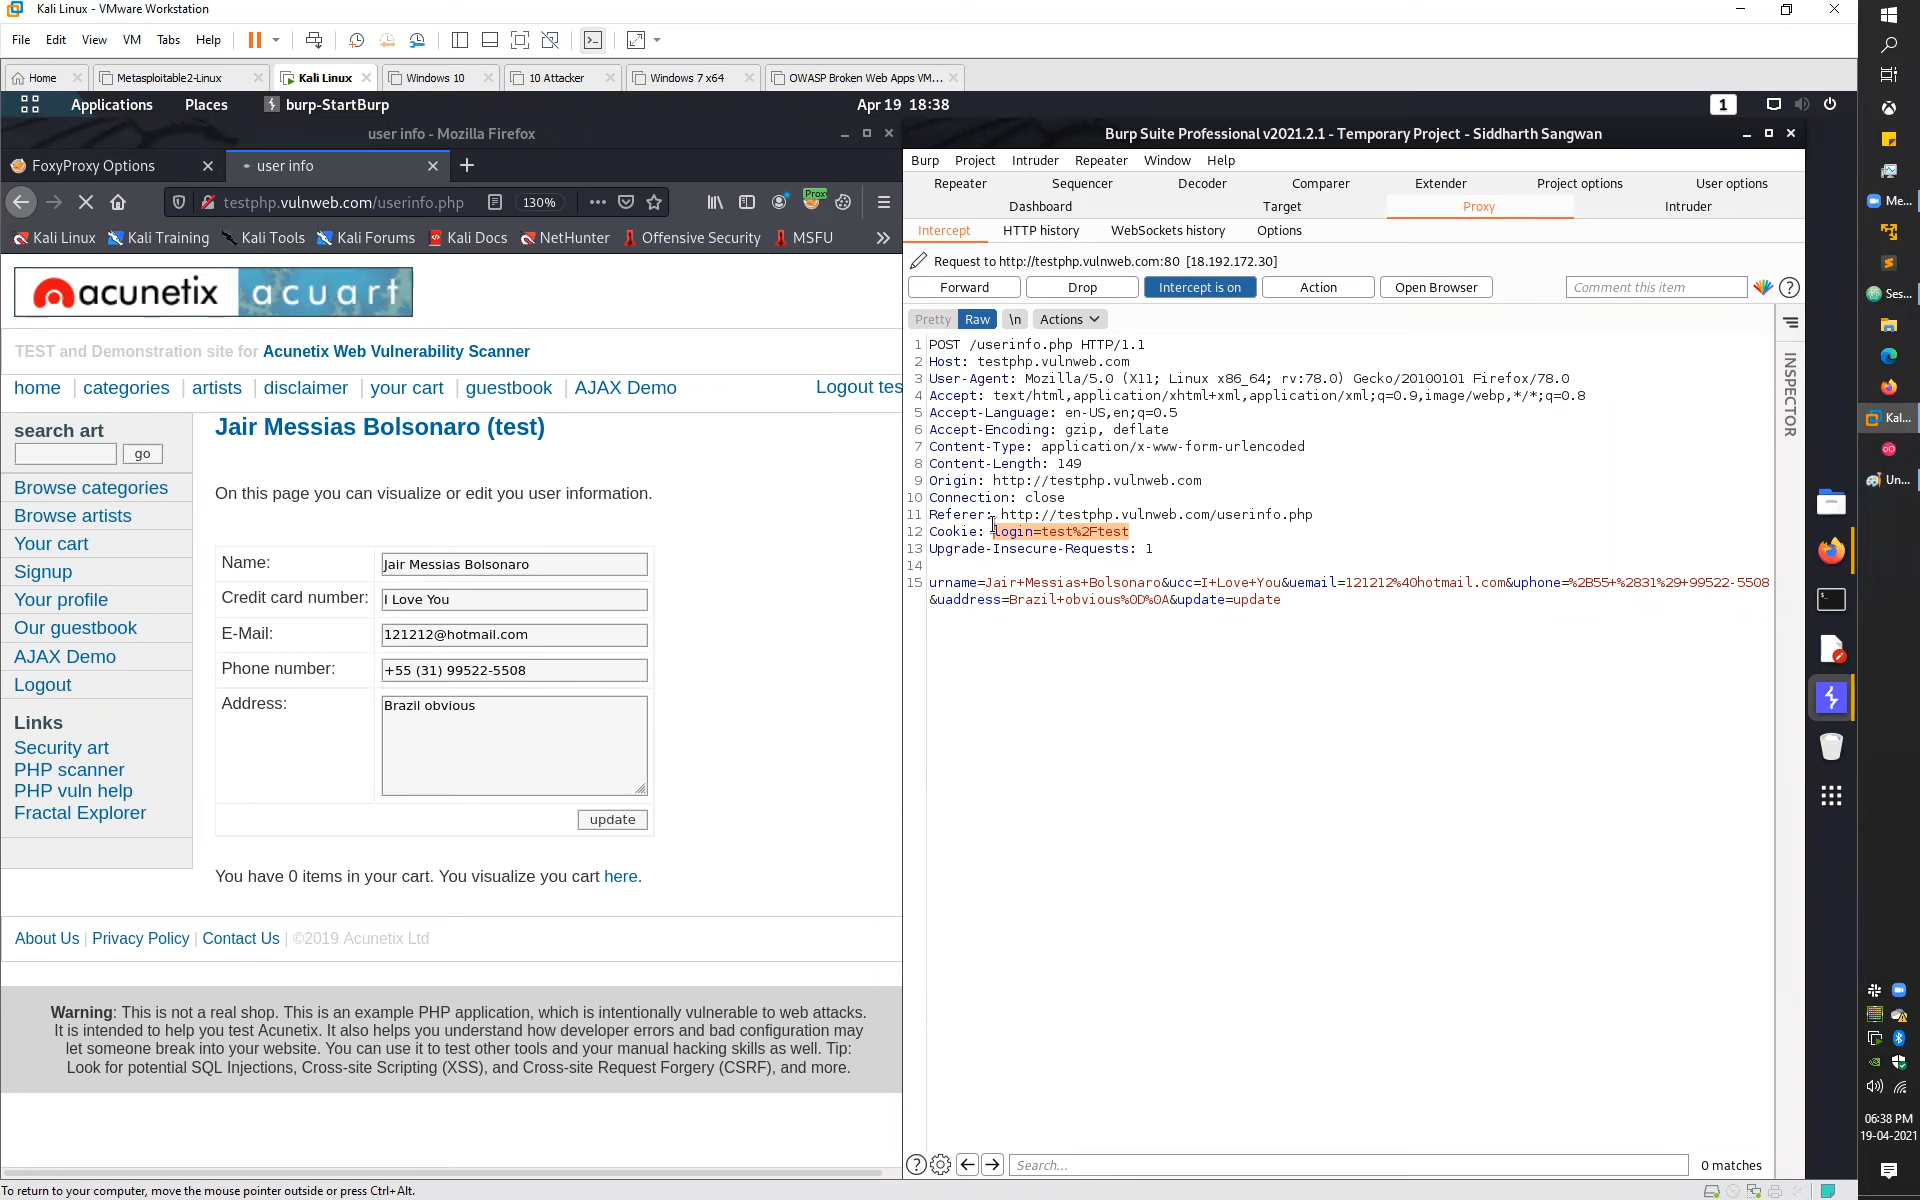 Kali Linux - VMware Workstation
File Edit View VM Tabs Help
Home Metasploitable2-Linux Kali Linux Windows 10 10 Attacker Windows 7 x64 OWASP Broken Web Apps VM...
Applications Places burp-StartBurp Apr 19 18:38 1
user info - Mozilla Firefox
FoxyProxy Options user info
testphp.vulnweb.com/userinfo.php 130% Prox
Kali Linux Kali Training Kali Tools Kali Forums Kali Docs NetHunter Offensive Security MSFU
acunetix acuart
TEST and Demonstration site for Acunetix Web Vulnerability Scanner
home categories artists disclaimer your cart guestbook AJAX Demo Logout tes
search art
go
Browse categories
Browse artists
Your cart
Signup
Your profile
Our guestbook
AJAX Demo
Logout
Links
Security art
PHP scanner
PHP vuln help
Fractal Explorer
Jair Messias Bolsonaro (test)
On this page you can visualize or edit you user information.
Name: Jair Messias Bolsonaro
Credit card number: I Love You
E-Mail: 121212@hotmail.com
Phone number: +55 (31) 99522-5508
Address: Brazil obvious
update
You have 0 items in your cart. You visualize you cart here.
About Us | Privacy Policy | Contact Us | ©2019 Acunetix Ltd
Warning: This is not a real shop. This is an example PHP application, which is intentionally vulnerable to web attacks.
It is intended to help you test Acunetix. It also helps you understand how developer errors and bad configuration may
let someone break into your website. You can use it to test other tools and your manual hacking skills as well. Tip:
Look for potential SQL Injections, Cross-site Scripting (XSS), and Cross-site Request Forgery (CSRF), and more.
Burp Suite Professional v2021.2.1 - Temporary Project - Siddharth Sangwan
Burp Project Intruder Repeater Window Help
Repeater Sequencer Decoder Comparer Extender Project options User options
Dashboard Target Proxy Intruder
Intercept HTTP history WebSockets history Options
Request to http://testphp.vulnweb.com:80 [18.192.172.30]
Forward Drop Intercept is on Action Open Browser Comment this item
Pretty Raw \n Actions
INSPECTOR
1 POST /userinfo.php HTTP/1.1
2 Host: testphp.vulnweb.com
3 User-Agent: Mozilla/5.0 (X11; Linux x86_64; rv:78.0) Gecko/20100101 Firefox/78.0
4 Accept: text/html,application/xhtml+xml,application/xml;q=0.9,image/webp,*/*;q=0.8
5 Accept-Language: en-US,en;q=0.5
6 Accept-Encoding: gzip, deflate
7 Content-Type: application/x-www-form-urlencoded
8 Content-Length: 149
9 Origin: http://testphp.vulnweb.com
10 Connection: close
11 Referer: http://testphp.vulnweb.com/userinfo.php
12 Cookie: login=test%2Ftest
13 Upgrade-Insecure-Requests: 1
14
15 urname=Jair+Messias+Bolsonaro&ucc=I+Love+You&uemail=121212%40hotmail.com&uphone=%2B55+%2831%29+99522-5508
&uaddress=Brazil+obvious%0D%0A&update=update
Search... 0 matches
Me...
Ses...
Kal...
Un...
06:38 PM
19-04-2021
To return to your computer, move the mouse pointer outside or press Ctrl+Alt.